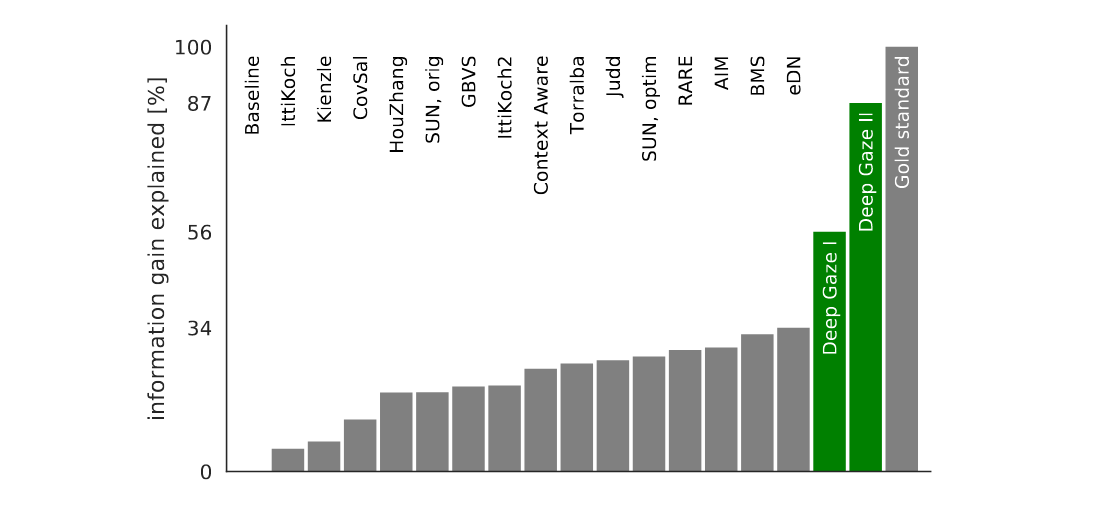 information gain explained [%]
100
87
56
34
0
Baseline
IttiKoch
Kienzle
CovSal
HouZhang
SUN, orig
GBVS
IttiKoch2
Context Aware
Torralba
Judd
SUN, optim
RARE
AIM
BMS
eDN
Deep Gaze I
Deep Gaze II
Gold standard